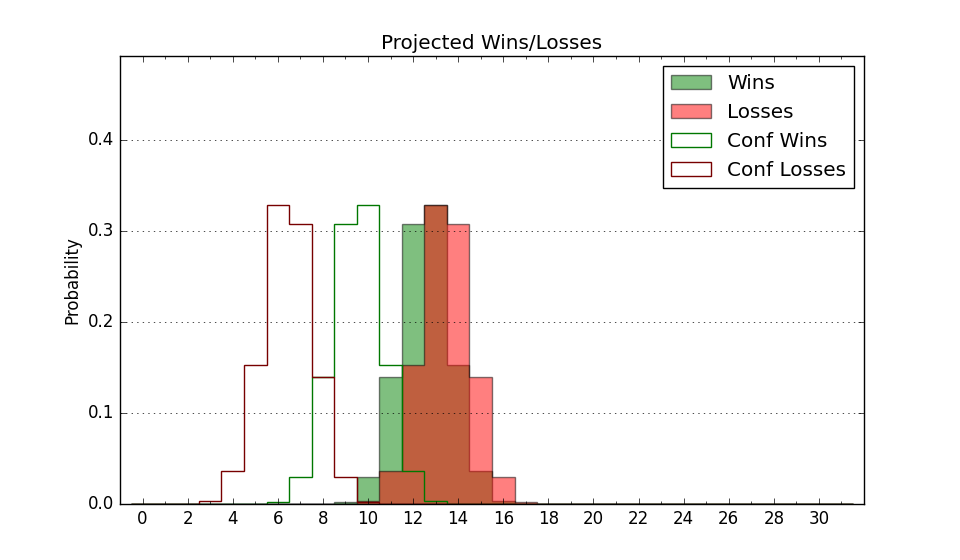 Projected Wins/Losses
Wins
Losses
Conf Wins
Conf Losses
Probability
0.4
0.3
0.2
0.1
0.0
0 2 4 6 8 10 12 14 16 18 20 22 24 26 28 30